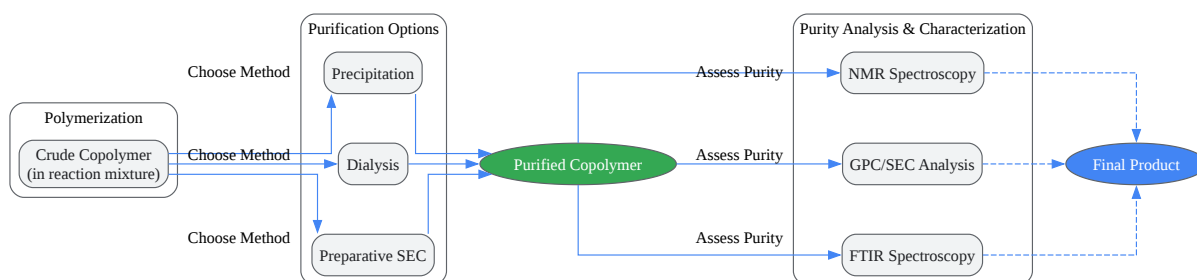 Purification Options
Purity Analysis & Characterization
Choose Method
Precipitation
Assess Purity
NMR Spectroscopy
Polymerization
Crude Copolymer
(in reaction mixture)
Choose Method
Dialysis
Purified Copolymer
Assess Purity
GPC/SEC Analysis
Final Product
Choose Method
Preparative SEC
Assess Purity
FTIR Spectroscopy